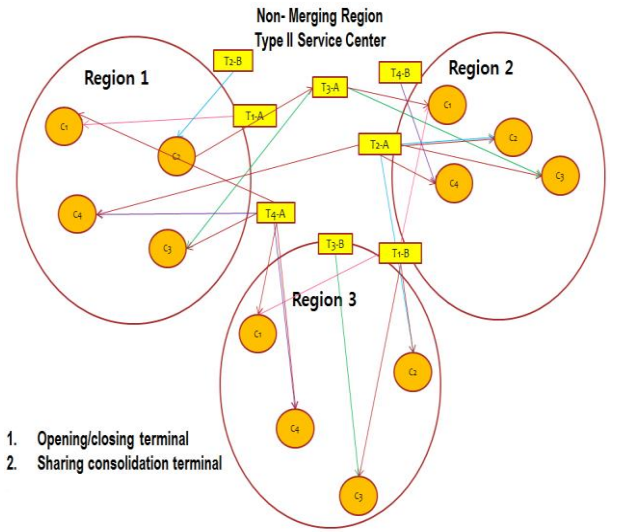 Non- Merging Region
Type II Service Center
Region 1
Region 2
T2-B
T3-A
T4-B
C1
T1-A
C1
C2
T2-A
C2
C3
C4
C4
T4-A
C3
T3-B
T1-B
Region 3
C1
C2
C4
C3
1. Opening/closing terminal
2. Sharing consolidation terminal